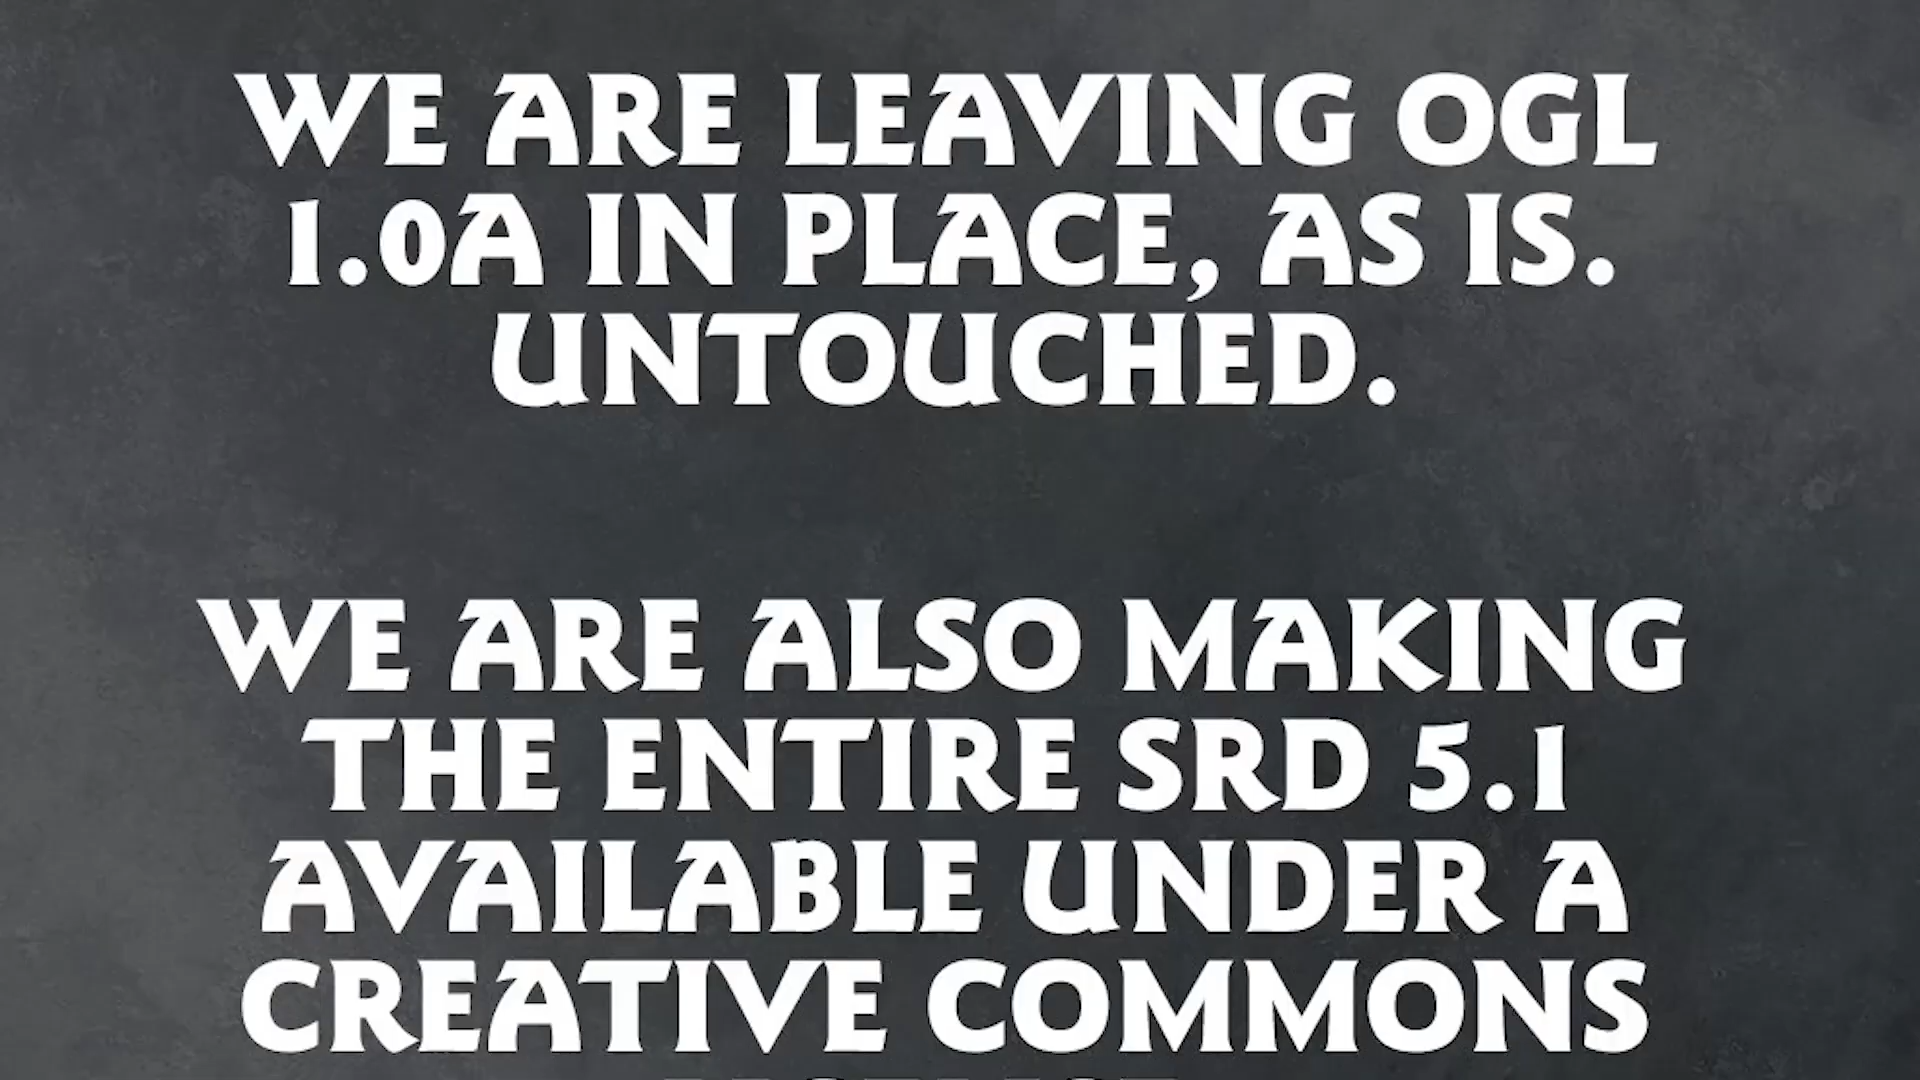 WE ARE LEAVING OGL
1.0A IN PLACE, AS IS.
UNTOUCHED.
WE ARE ALSO MAKING
THE ENTIRE SRD 5.1
AVAILABLE UNDER A
CREATIVE COMMONS